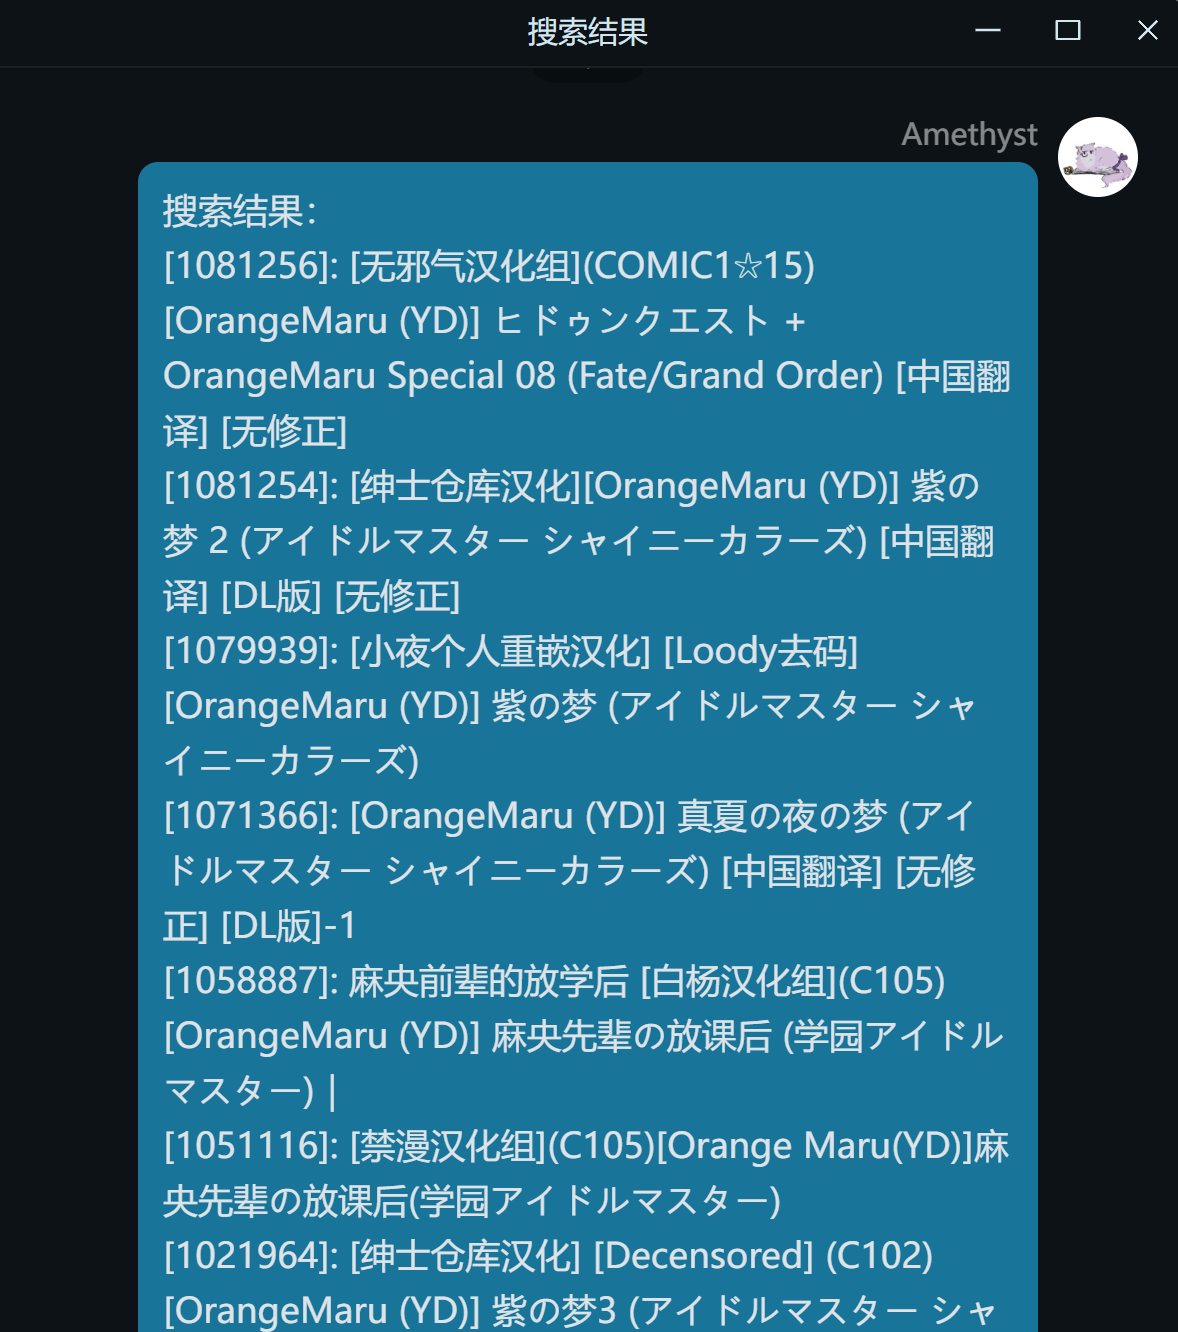 搜索结果
Amethyst
搜索结果：
[1081256]: [无邪气汉化组](COMIC1☆15)
[OrangeMaru (YD)] ヒドゥンクエスト +
OrangeMaru Special 08 (Fate/Grand Order) [中国翻
译] [无修正]
[1081254]: [绅士仓库汉化][OrangeMaru (YD)] 紫の
梦 2 (アイドルマスター シャイニーカラーズ) [中国翻
译] [DL版] [无修正]
[1079939]: [小夜个人重嵌汉化] [Loody去码]
[OrangeMaru (YD)] 紫の梦 (アイドルマスター シャ
イニーカラーズ)
[1071366]: [OrangeMaru (YD)] 真夏の夜の梦 (アイ
ドルマスター シャイニーカラーズ) [中国翻译] [无修
正] [DL版]-1
[1058887]: 麻央前辈的放学后 [白杨汉化组](C105)
[OrangeMaru (YD)] 麻央先辈の放课后 (学园アイドル
マスター) |
[1051116]: [禁漫汉化组](C105)[Orange Maru(YD)]麻
央先辈の放课后(学园アイドルマスター)
[1021964]: [绅士仓库汉化] [Decensored] (C102)
[OrangeMaru (YD)] 紫の梦3 (アイドルマスター シャ